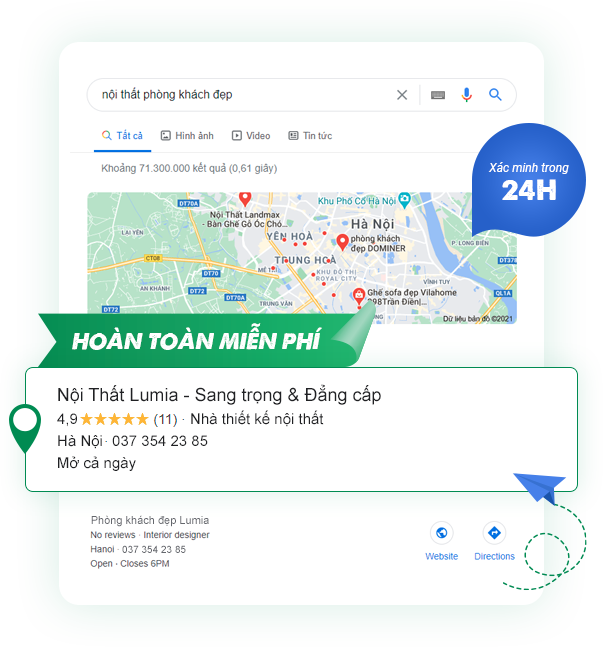 nội thất phòng khách đẹp
Tất cả
Hình ảnh
Video
Tin tức
Khoảng 71.300.000 kết quả (0,61 giây)
Xác minh trong
24H
DT70A
Khu Phố Cổ Hà Nội
Nội Thất Landmax
- Bàn Ghế Gỗ Óc Chó...
Hà Nội
LAI YÊN
YÊN HOÀ
phòng khách
đẹp DOMINER
P. LONG BIÊN
CT08
TRUNG HOÀ
DT378
MỄ TRÌ
DT70
KHU ĐÔ THỊ
ROYAL CITY
VĨNH TUY
AN KHÁNH
DT72
DT70A
TRUNG VĂN
Ghế sofa đẹp Vilahome
398Trần Điền|...
QL1A
DT72
Dữ liệu bản đồ ©2021
HOÀN TOÀN MIỄN PHÍ
Nội Thất Lumia - Sang trọng & Đẳng cấp
4,9 (11) · Nhà thiết kế nội thất
Hà Nội · 037 354 23 85
Mở cả ngày
Phòng khách đẹp Lumia
No reviews · Interior designer
Hanoi · 037 354 23 85
Open · Closes 6PM
Website
Directions